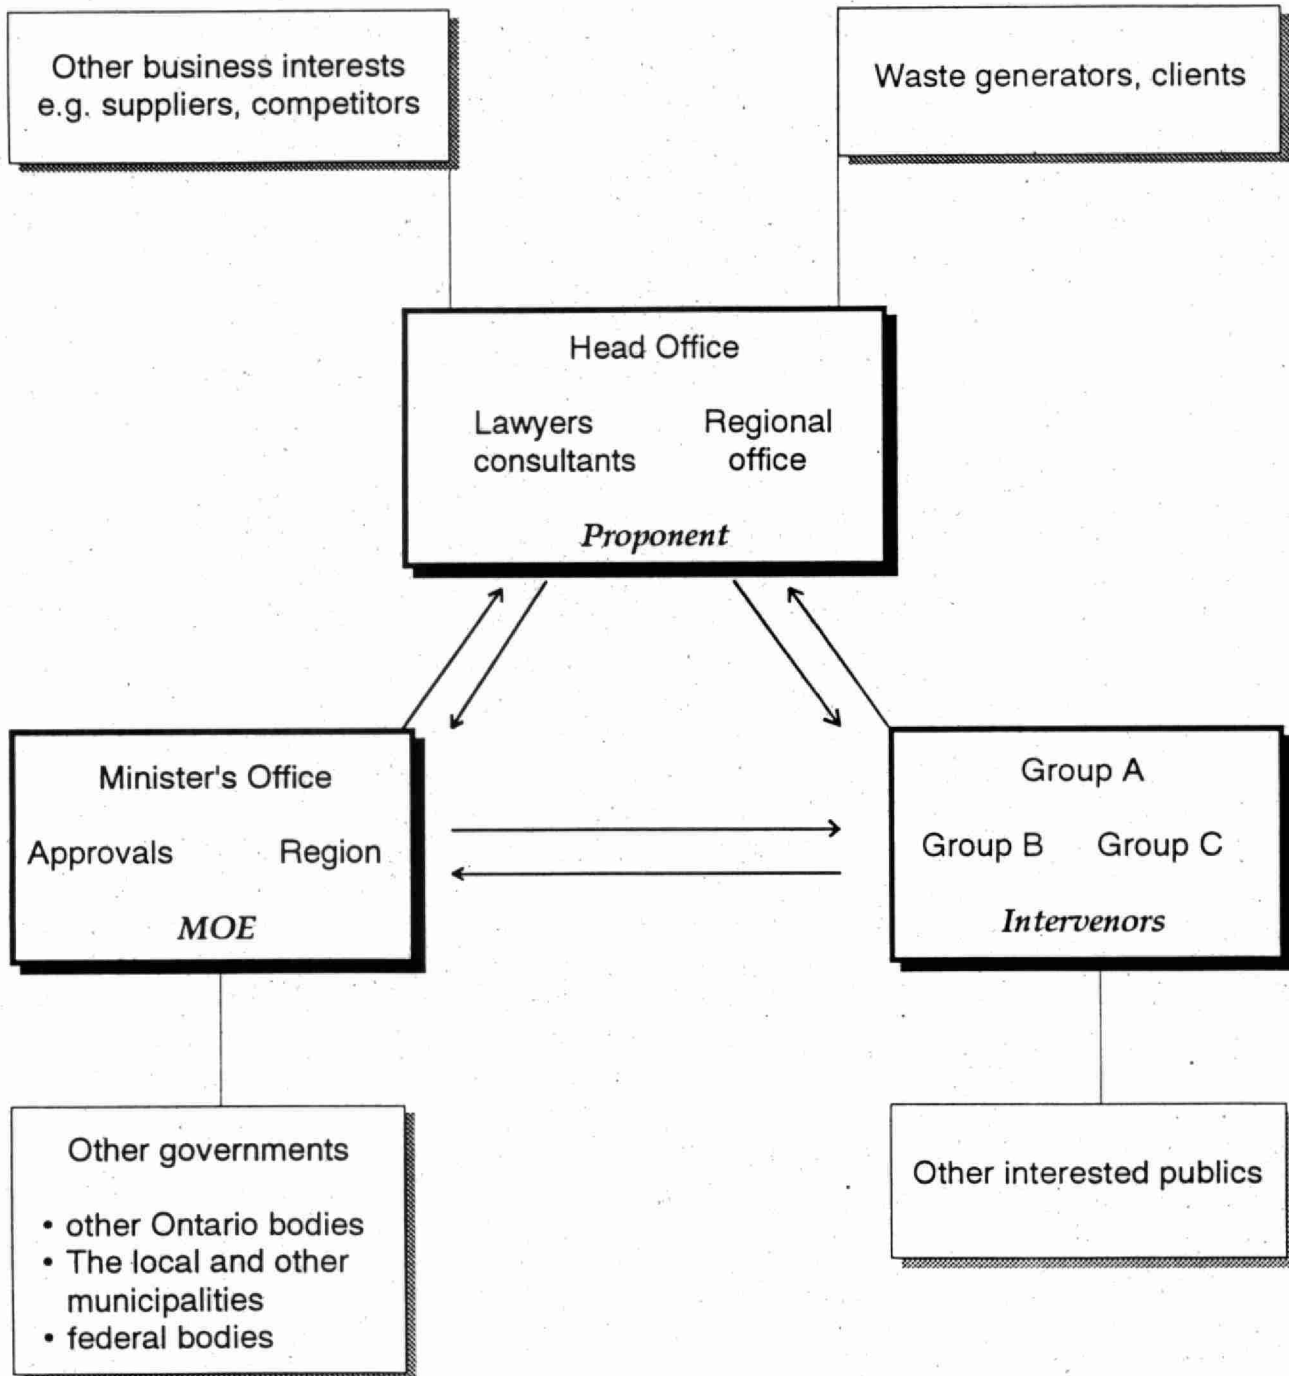 Other business interests
e.g. suppliers, competitors
Waste generators, clients
Head Office
Lawyers
consultants
Regional
office
Proponent
Minister's Office
Approvals
Region
MOE
Group A
Group B
Group C
Intervenors
Other governments
• other Ontario bodies
• The local and other
municipalities
• federal bodies
Other interested publics